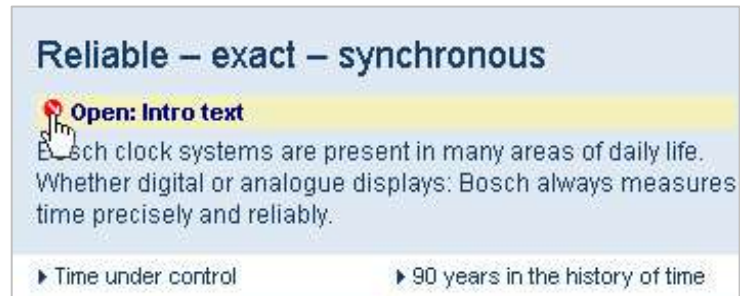 Reliable – exact – synchronous
Open: Intro text
Bosch clock systems are present in many areas of daily life.
Whether digital or analogue displays: Bosch always measures
time precisely and reliably.
Time under control
90 years in the history of time